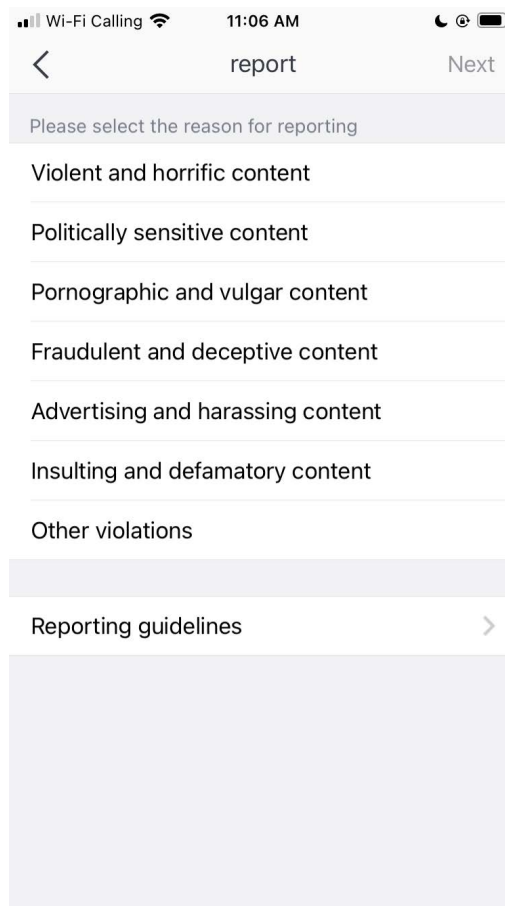 Wi-Fi Calling 11:06 AM
report Next
Please select the reason for reporting
Violent and horrific content
Politically sensitive content
Pornographic and vulgar content
Fraudulent and deceptive content
Advertising and harassing content
Insulting and defamatory content
Other violations
Reporting guidelines